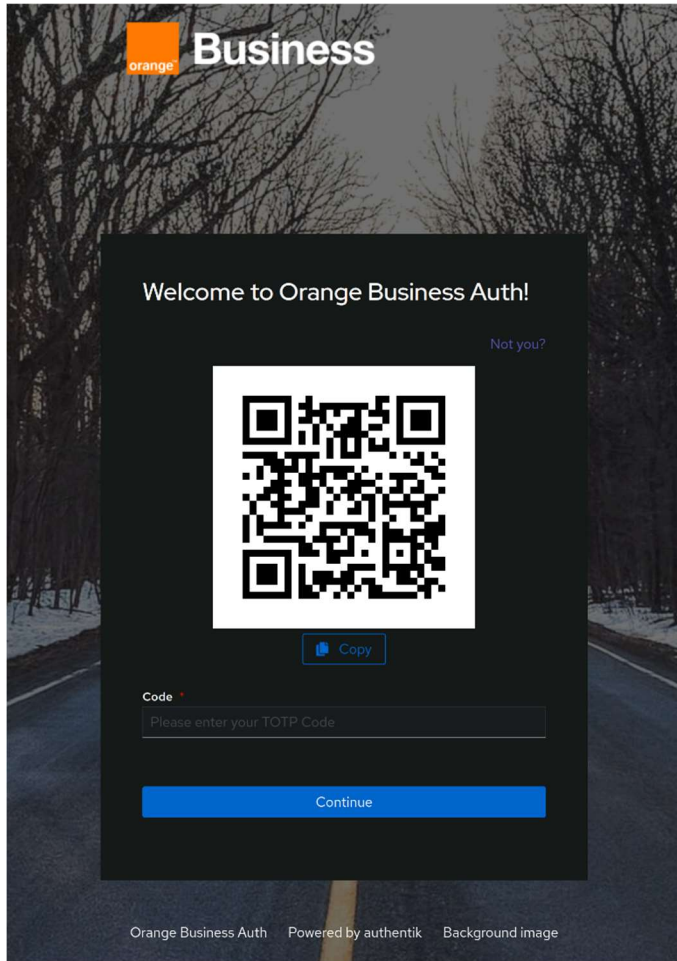 orange™ Business
Welcome to Orange Business Auth!
Not you?
Copy
Code *
Please enter your TOTP Code
Continue
Orange Business Auth Powered by authentik Background image